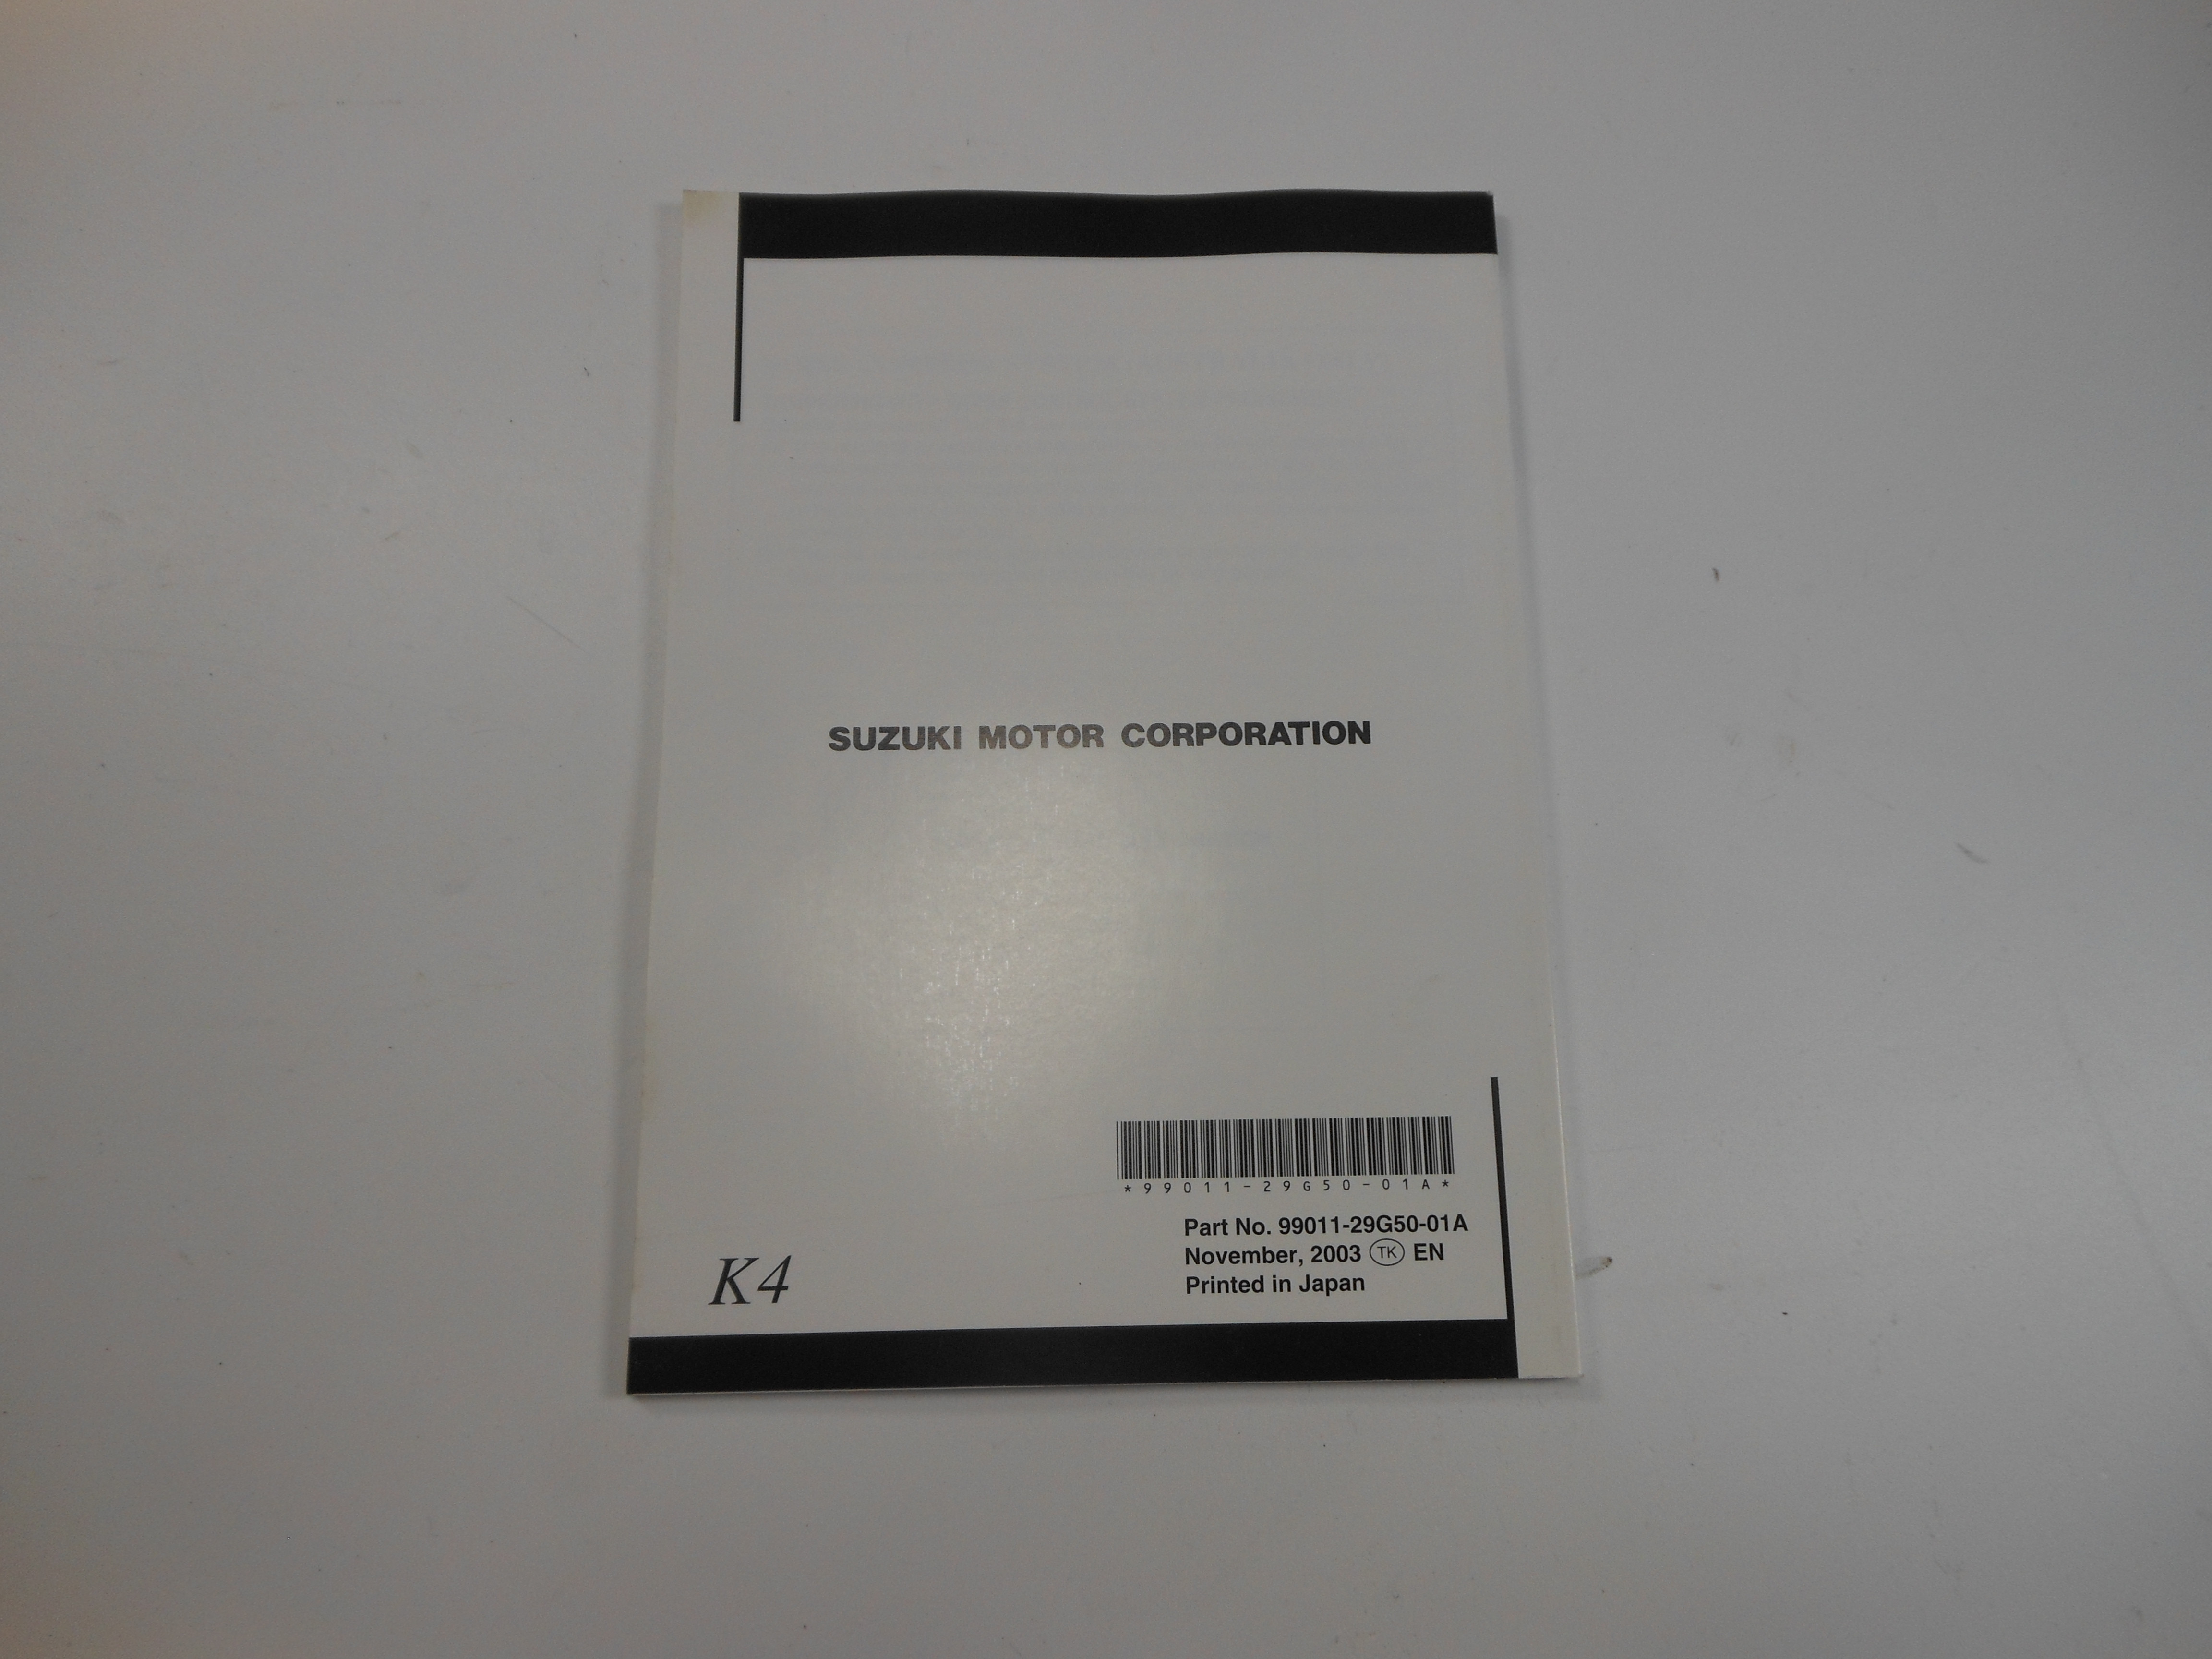 SUZUKI MOTOR CORPORATION
*99011-29G50-01A*
Part No. 99011-29G50-01A
November, 2003 TK EN
Printed in Japan
K4